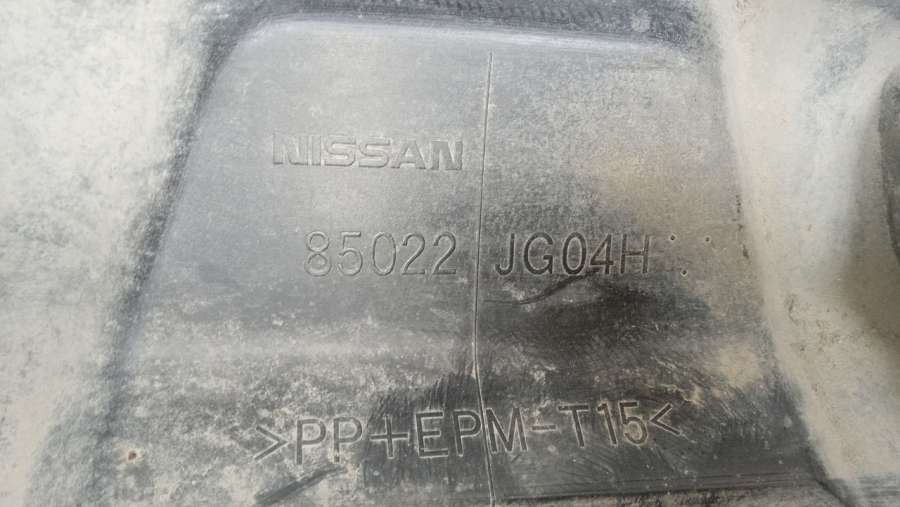 NISSAN
85022 JG04H
>PP+EPM-T15<